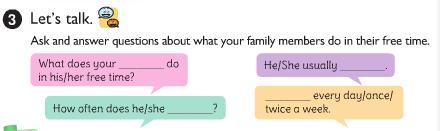 3 Let's talk.
Ask and answer questions about what your family members do in their free time.
What does your ________ do
in his/her free time?
He/She usually ________.
How often does he/she ________?
________ every day/once/
twice a week.